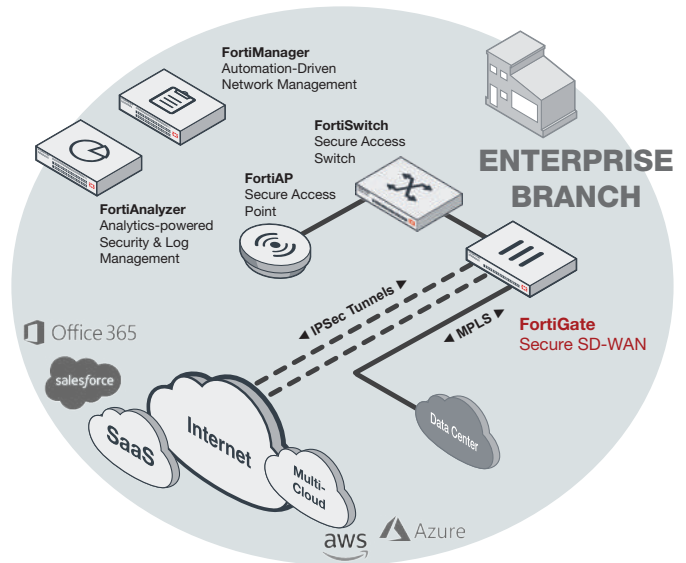 FortiManager
Automation-Driven
Network Management
FortiSwitch
Secure Access
Switch
ENTERPRISE
BRANCH
FortiAP
Secure Access
Point
FortiAnalyzer
Analytics-powered
Security & Log
Management
◄ IPSec Tunnels ►
◄ MPLS ►
FortiGate
Secure SD-WAN
Office 365
salesforce
SaaS
Internet
Multi-
Cloud
Data Center
aws
Azure